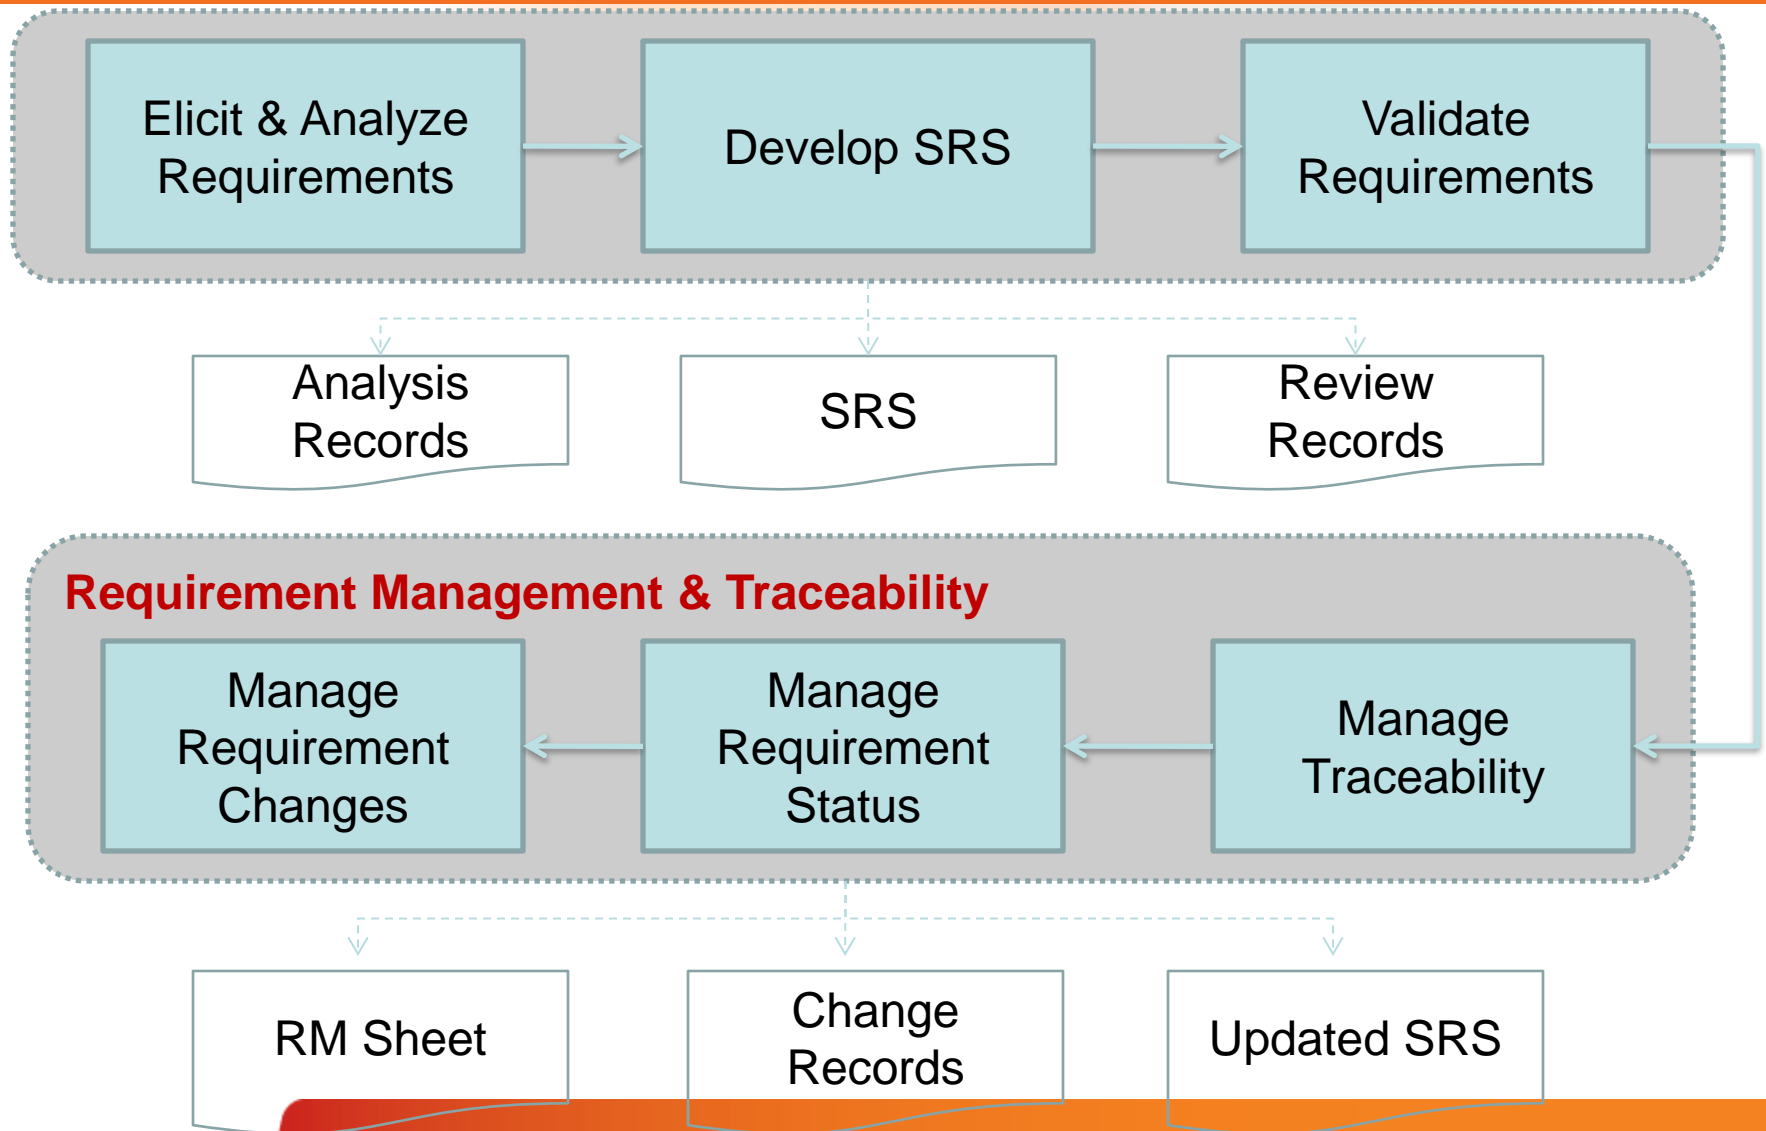 Elicit & Analyze
Requirements
Develop SRS
Validate
Requirements
Analysis
Records
SRS
Review
Records
Requirement Management & Traceability
Manage
Requirement
Changes
Manage
Requirement
Status
Manage
Traceability
RM Sheet
Change
Records
Updated SRS